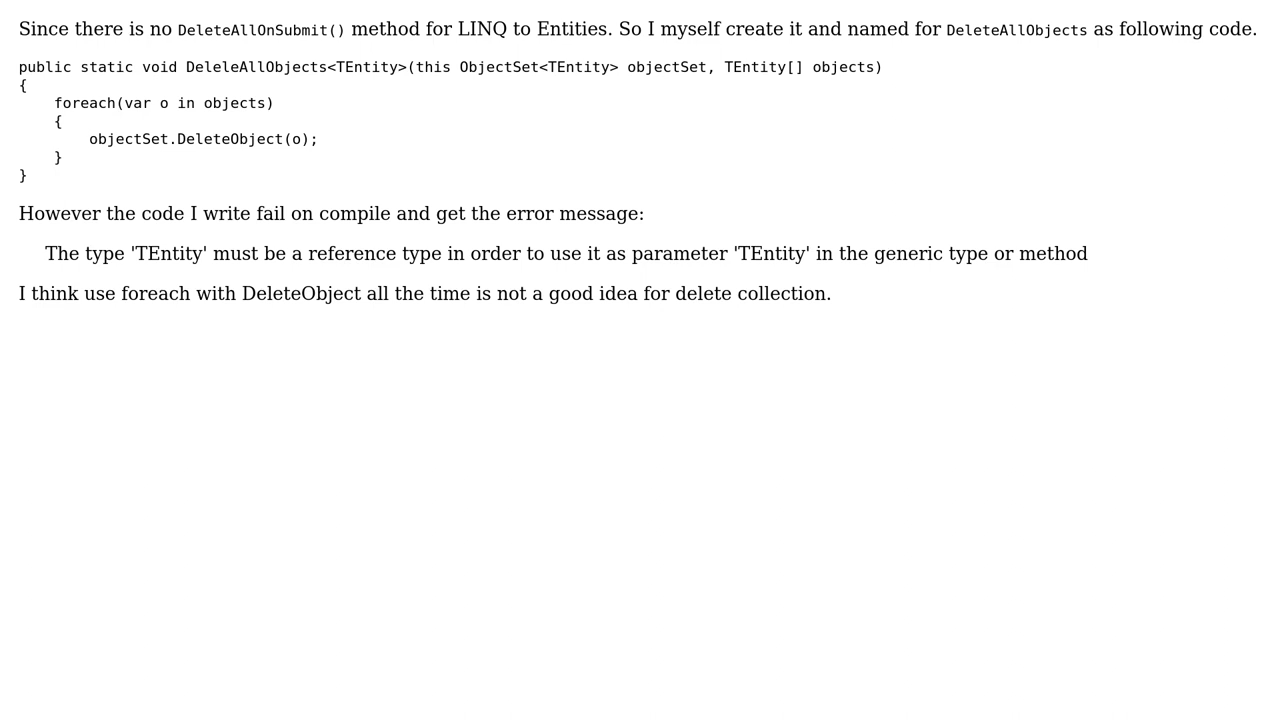 Since there is no DeleteAllOnSubmit() method for LINQ to Entities. So I myself create it and named for DeleteAllObjects as following code.
public static void DeleleAllObjects<TEntity>(this ObjectSet<TEntity> objectSet, TEntity[] objects)
{
    foreach(var o in objects)
    {
        objectSet.DeleteObject(o);
    }
}
However the code I write fail on compile and get the error message:
The type 'TEntity' must be a reference type in order to use it as parameter 'TEntity' in the generic type or method
I think use foreach with DeleteObject all the time is not a good idea for delete collection.